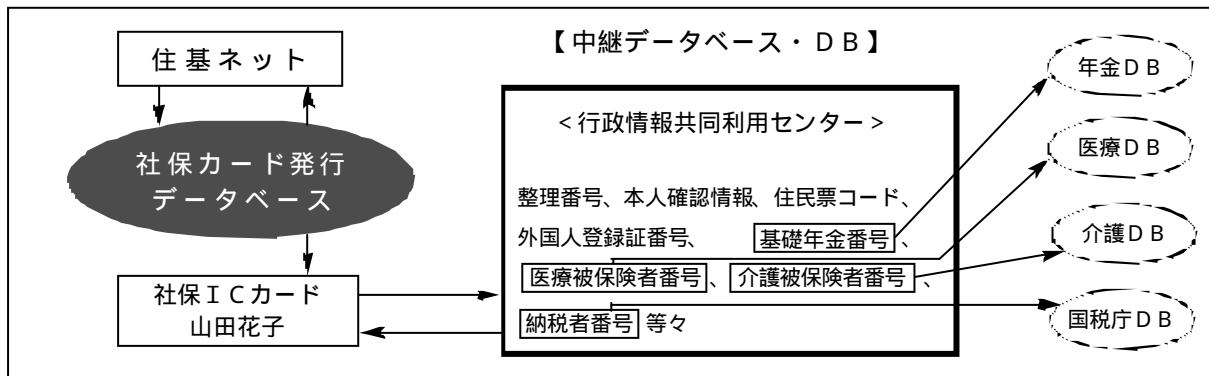 住基ネット
社保カード発行
データベース
社保ICカード
山田花子
【中継データベース・DB】
<行政情報共同利用センター>
整理番号、本人確認情報、住民票コード、
外国人登録証番号、 基礎年金番号、
医療被保険者番号、介護被保険者番号、
納税者番号 等々
年金DB
医療DB
介護DB
国税庁DB